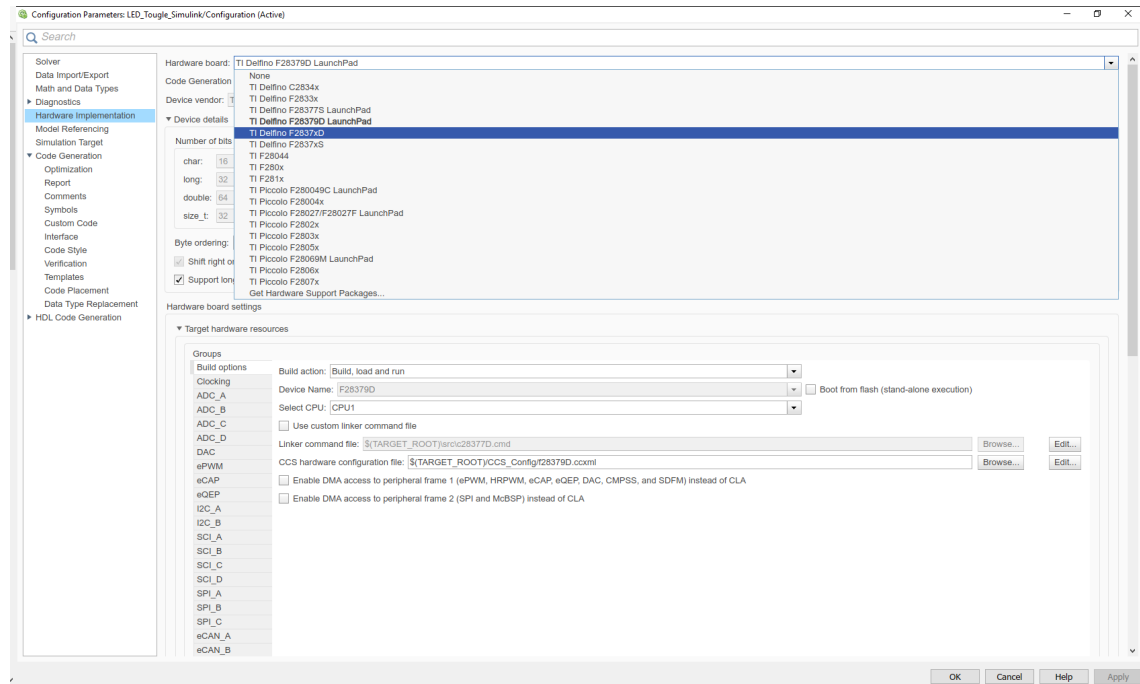 Configuration Parameters: LED_Tougle_Simulink/Configuration (Active)
Search
Solver
Data Import/Export
Math and Data Types
Diagnostics
Hardware Implementation
Model Referencing
Simulation Target
Code Generation
Optimization
Report
Comments
Symbols
Custom Code
Interface
Code Style
Verification
Templates
Code Placement
Data Type Replacement
HDL Code Generation
Hardware board: TI Delfino F28379D LaunchPad
Code Generation
Device vendor:
Device details
Number of bits
char: 16
long: 32
double: 64
size_t: 32
Byte ordering:
Shift right
Support long
None
TI Delfino C2834x
TI Delfino F2833x
TI Delfino F28377S LaunchPad
TI Delfino F28379D LaunchPad
TI Delfino F2837xD
TI Delfino F2837xS
TI F28044
TI F280x
TI F281x
TI Piccolo F280049C LaunchPad
TI Piccolo F28004x
TI Piccolo F28027/F28027F LaunchPad
TI Piccolo F2802x
TI Piccolo F2803x
TI Piccolo F2805x
TI Piccolo F28069M LaunchPad
TI Piccolo F2806x
TI Piccolo F2807x
Get Hardware Support Packages...
Hardware board settings
Target hardware resources
Groups
Build options
Clocking
ADC_A
ADC_B
ADC_C
ADC_D
DAC
ePWM
eCAP
eQEP
I2C_A
I2C_B
SCI_A
SCI_B
SCI_C
SCI_D
SPI_A
SPI_B
SPI_C
eCAN_A
eCAN_B
Build action: Build, load and run
Device Name: F28379D Boot from flash (stand-alone execution)
Select CPU: CPU1
Use custom linker command file
Linker command file: $(TARGET_ROOT)\src\c28377D.cmd Browse... Edit...
CCS hardware configuration file: $(TARGET_ROOT)/CCS_Config/f28379D.ccxml Browse... Edit...
Enable DMA access to peripheral frame 1 (ePWM, HRPWM, eCAP, eQEP, DAC, CMPSS, and SDFM) instead of CLA
Enable DMA access to peripheral frame 2 (SPI and McBSP) instead of CLA
OK Cancel Help Apply